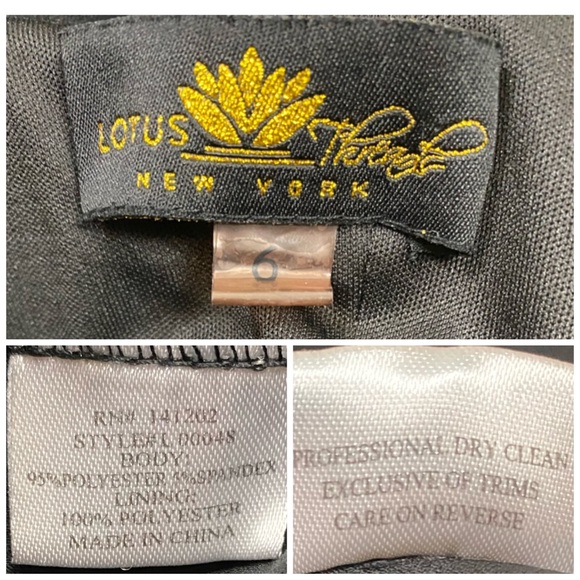 LOTUS Threads
NEW YORK
6
RN# 141202
STYLE#L00048
BODY:
95%POLYESTER 5%SPANDEX
LINING:
100% POLYESTER
MADE IN CHINA
PROFESSIONAL DRY CLEAN
EXCLUSIVE OF TRIMS
CARE ON REVERSE